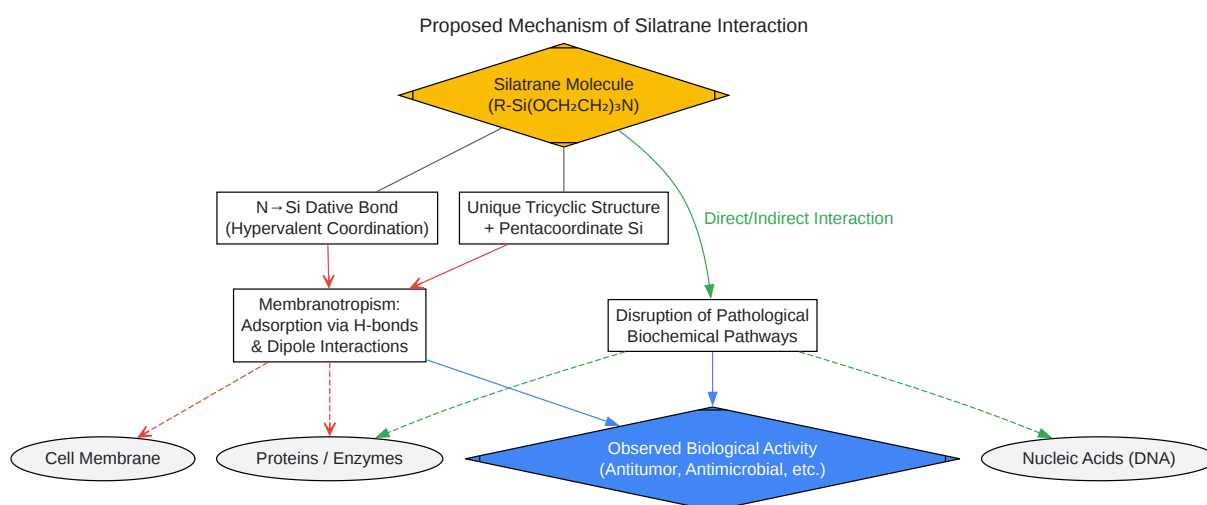 Proposed Mechanism of Silatrane Interaction
Silatrane Molecule
(R-Si(OCH₂CH₂)₃N)
N→Si Dative Bond
(Hypervalent Coordination)
Unique Tricyclic Structure
+ Pentacoordinate Si
Direct/Indirect Interaction
Membranotropism:
Adsorption via H-bonds
& Dipole Interactions
Disruption of Pathological
Biochemical Pathways
Cell Membrane
Proteins / Enzymes
Observed Biological Activity
(Antitumor, Antimicrobial, etc.)
Nucleic Acids (DNA)